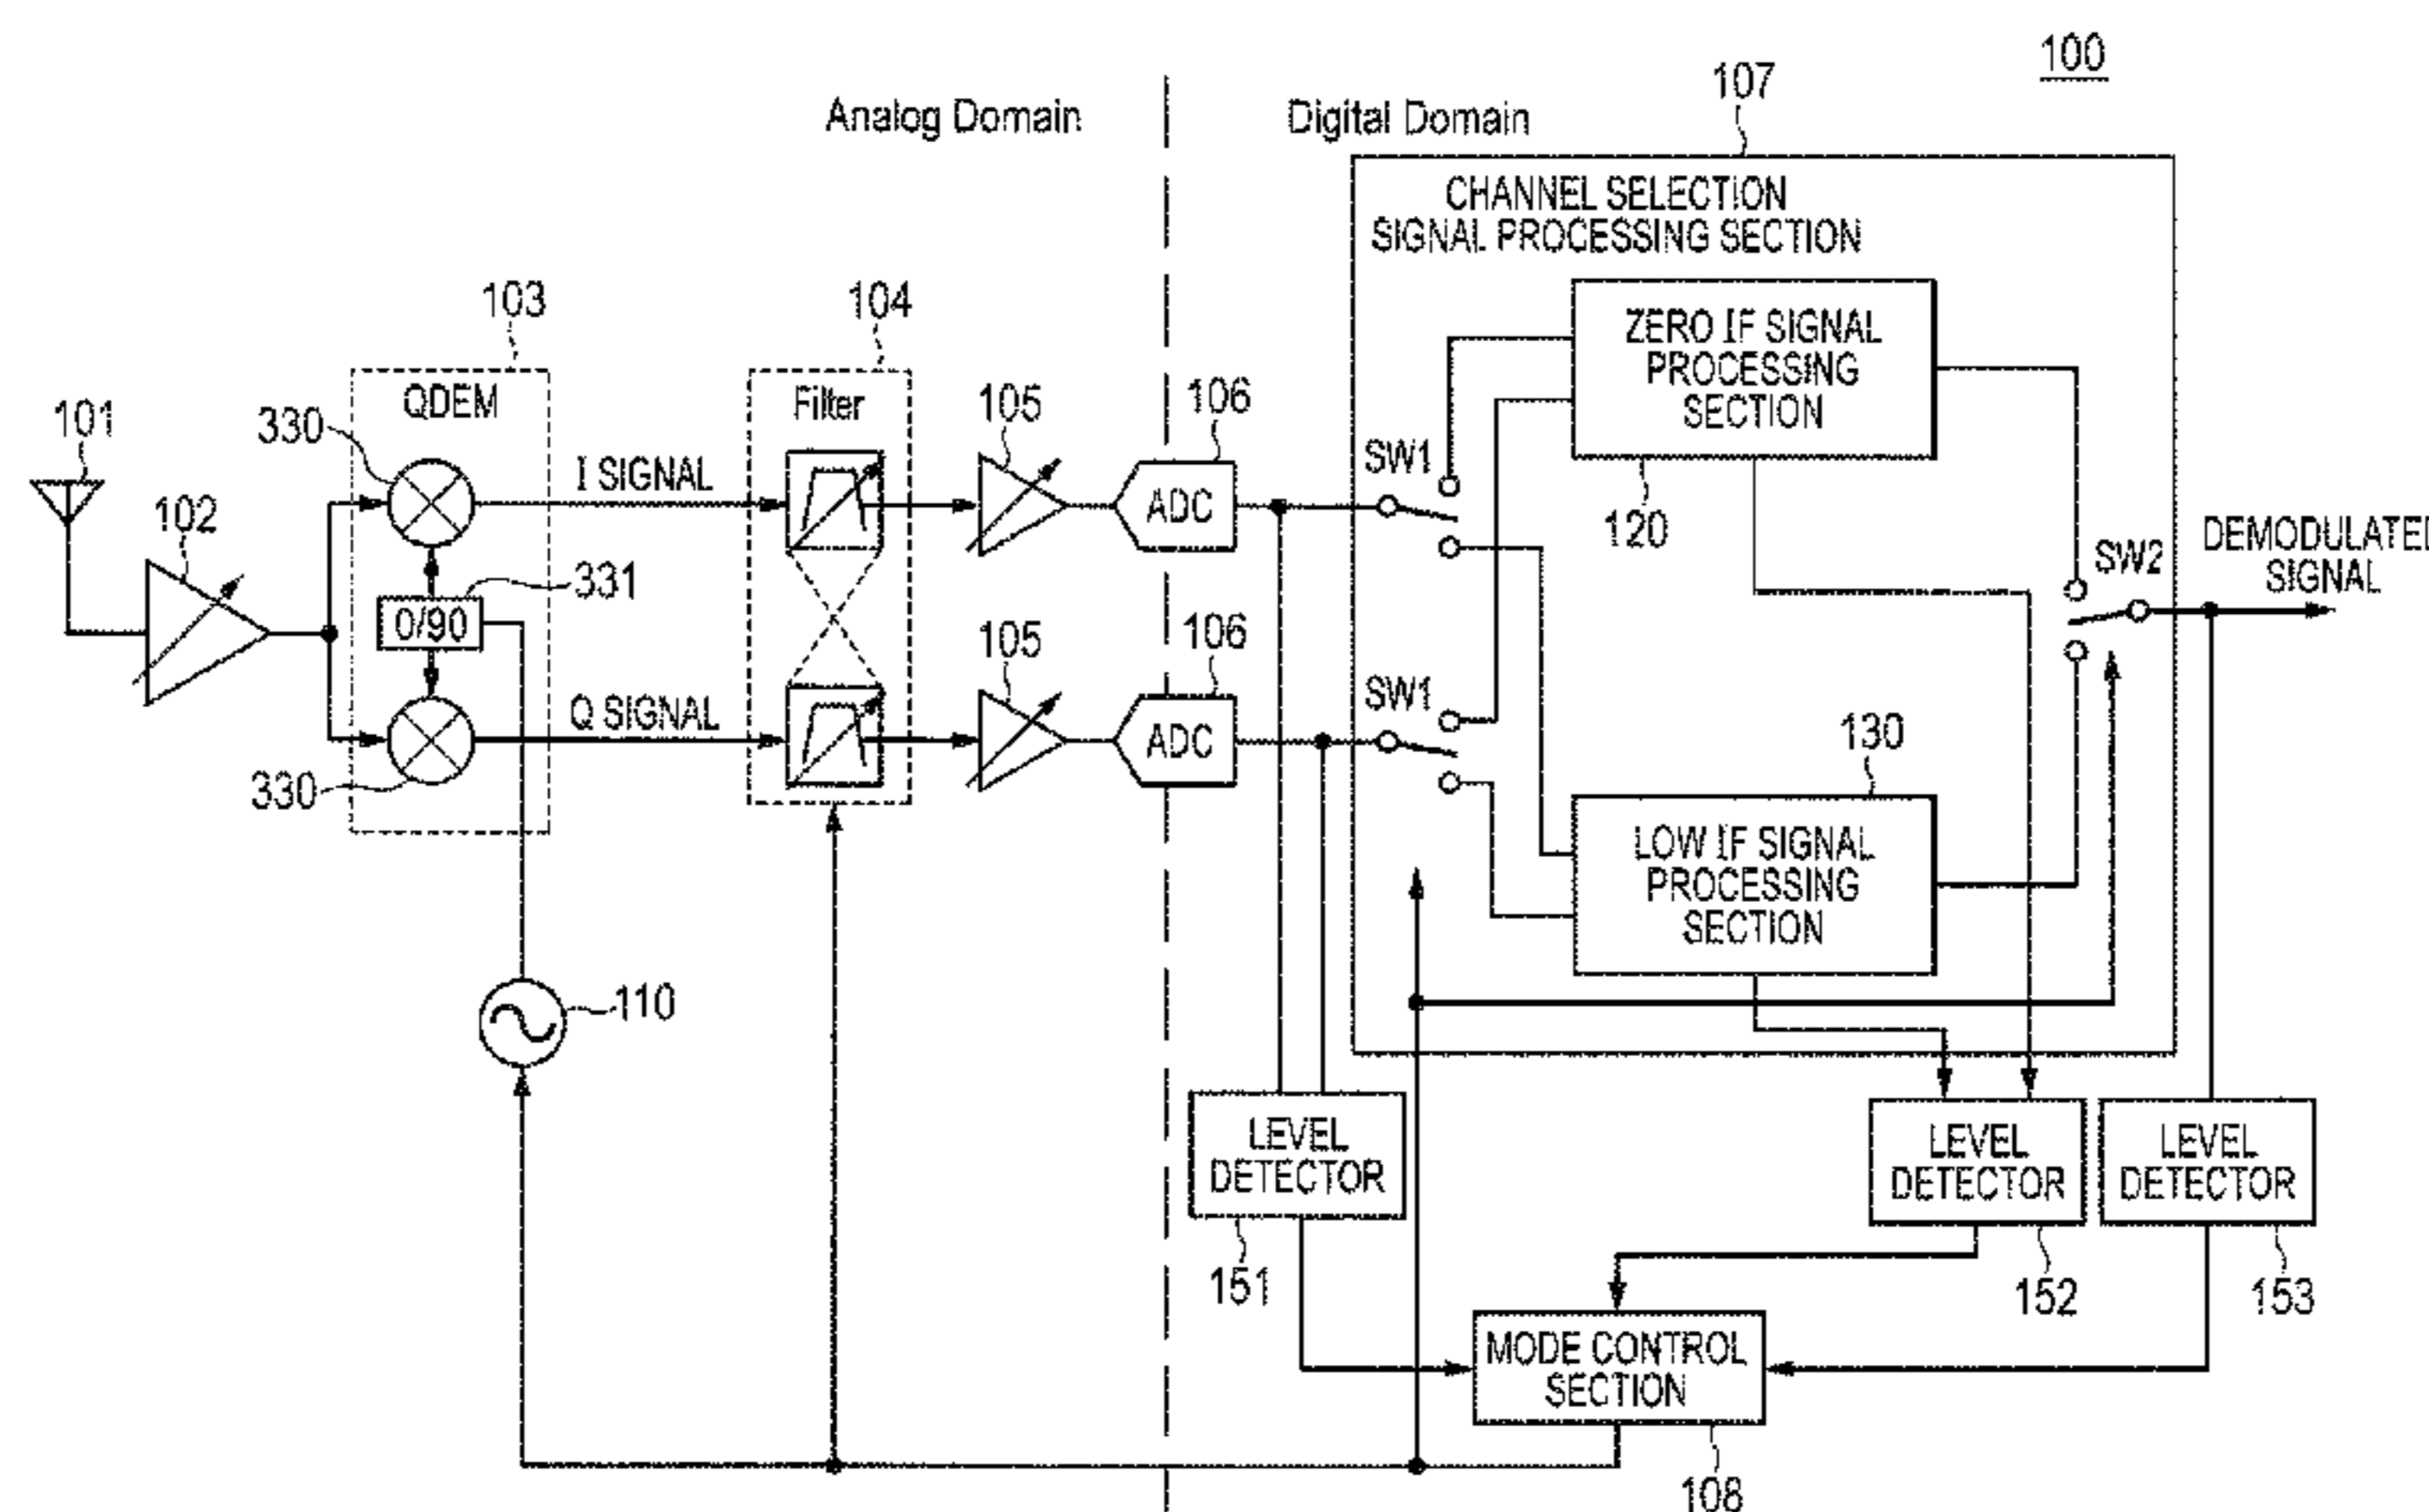 100
107
Analog Domain
Digital Domain
CHANNEL SELECTION
SIGNAL PROCESSING SECTION
103
104
ZERO IF SIGNAL
PROCESSING
SECTION
QDEM
Filter
101
330
105
106
SW1
I SIGNAL
ADC
120
102
331
DEMODULATED
SIGNAL
SW2
0/90
105
106
SW1
Q SIGNAL
ADC
130
330
LOW IF SIGNAL
PROCESSING
SECTION
110
LEVEL
DETECTOR
LEVEL
DETECTOR
LEVEL
DETECTOR
151
152
153
MODE CONTROL
SECTION
108